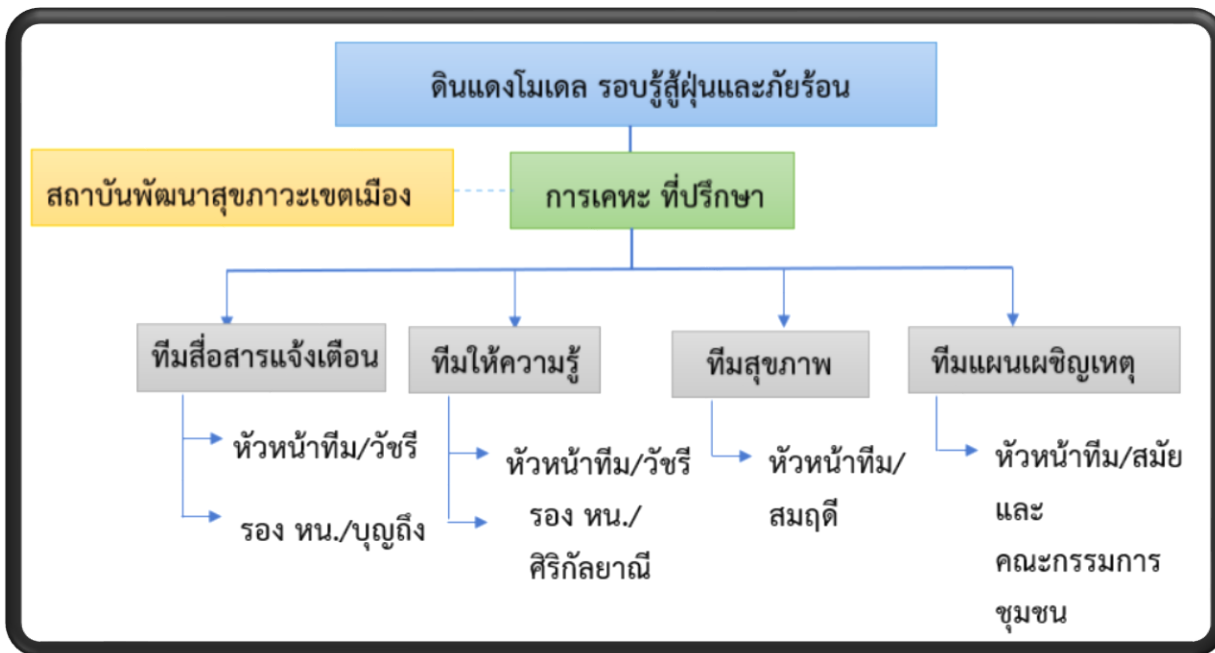 ดินแดงโมเดล รอบรู้สู้ฝุ่นและภัยร้อน
สถาบันพัฒนาสุขภาวะเขตเมือง
การเคหะ ที่ปรึกษา
ทีมสื่อสารแจ้งเตือน
หัวหน้าทีม/วัชรี
รอง หน./บุญถึง
ทีมให้ความรู้
หัวหน้าทีม/วัชรี
รอง หน./
ศิริกัลยาณี
ทีมสุขภาพ
หัวหน้าทีม/
สมฤดี
ทีมแผนเผชิญเหตุ
หัวหน้าทีม/สมัย
และ
คณะกรรมการ
ชุมชน